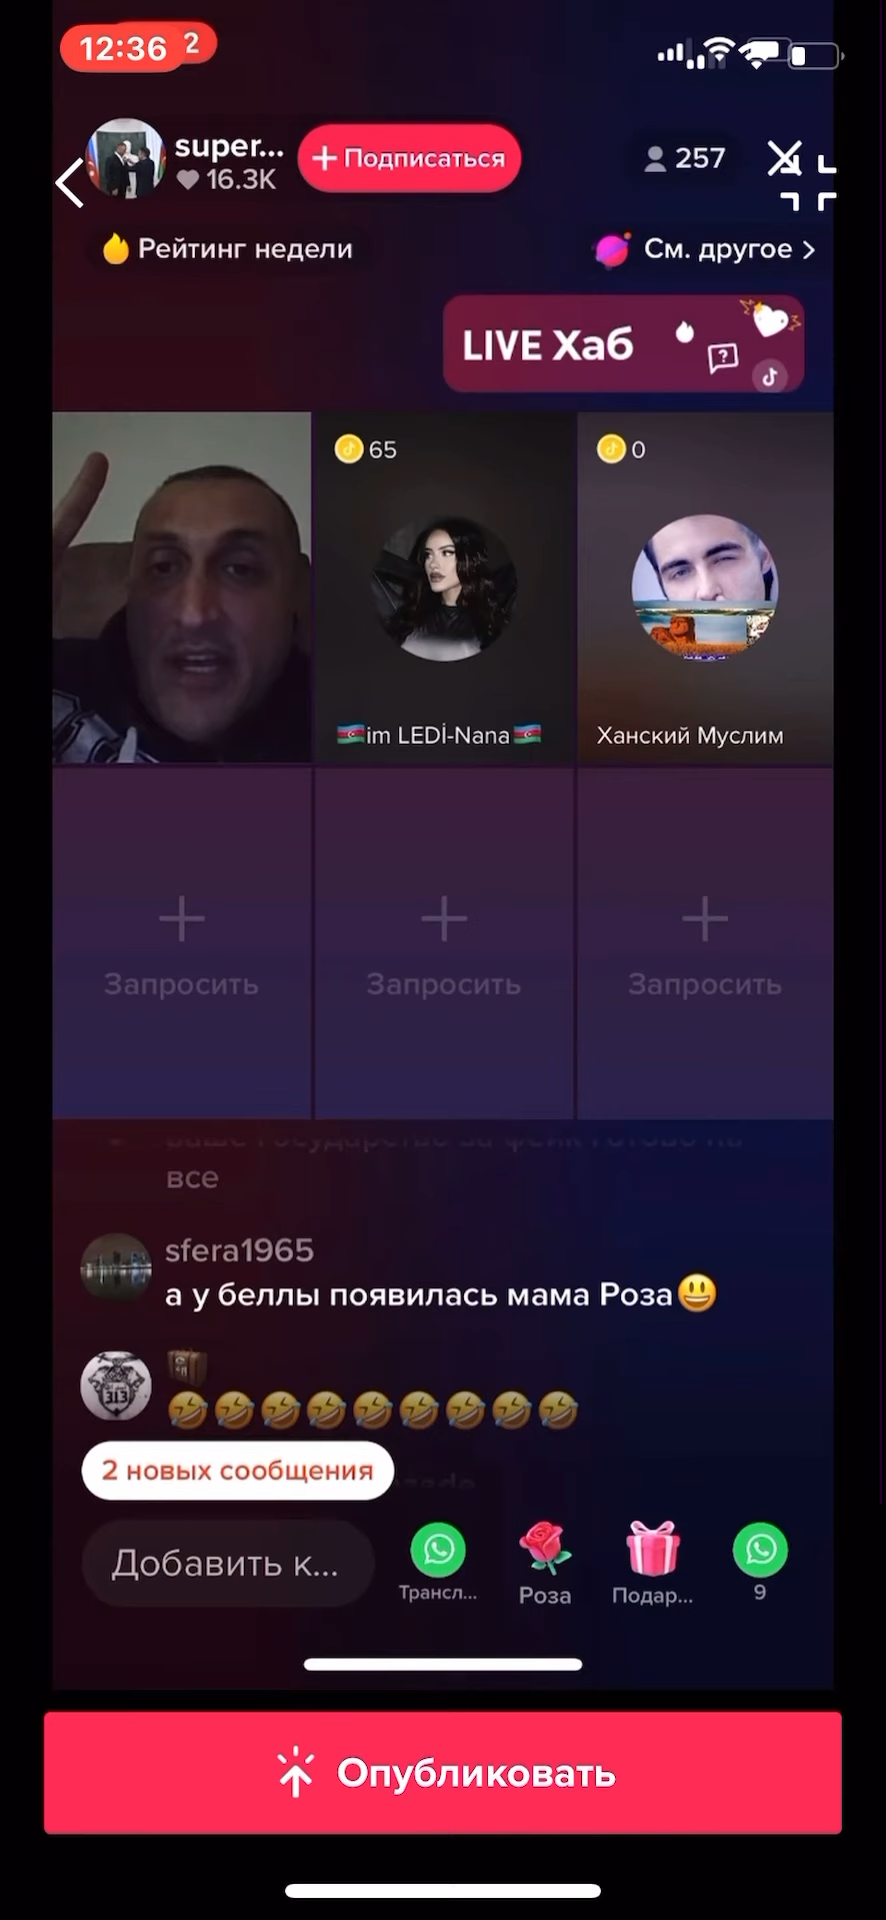 12:36 2
super...
+ Подписаться
257
16.3K
Рейтинг недели
См. другое >
LIVE Хаб
65
0
im LEDİ-Nana
Ханский Муслим
Запросить
Запросить
Запросить
все
sfera1965
а у беллы появилась мама Роза
313
2 новых сообщения
Добавить к...
Трансл...
Роза
Подар...
9
Опубликовать